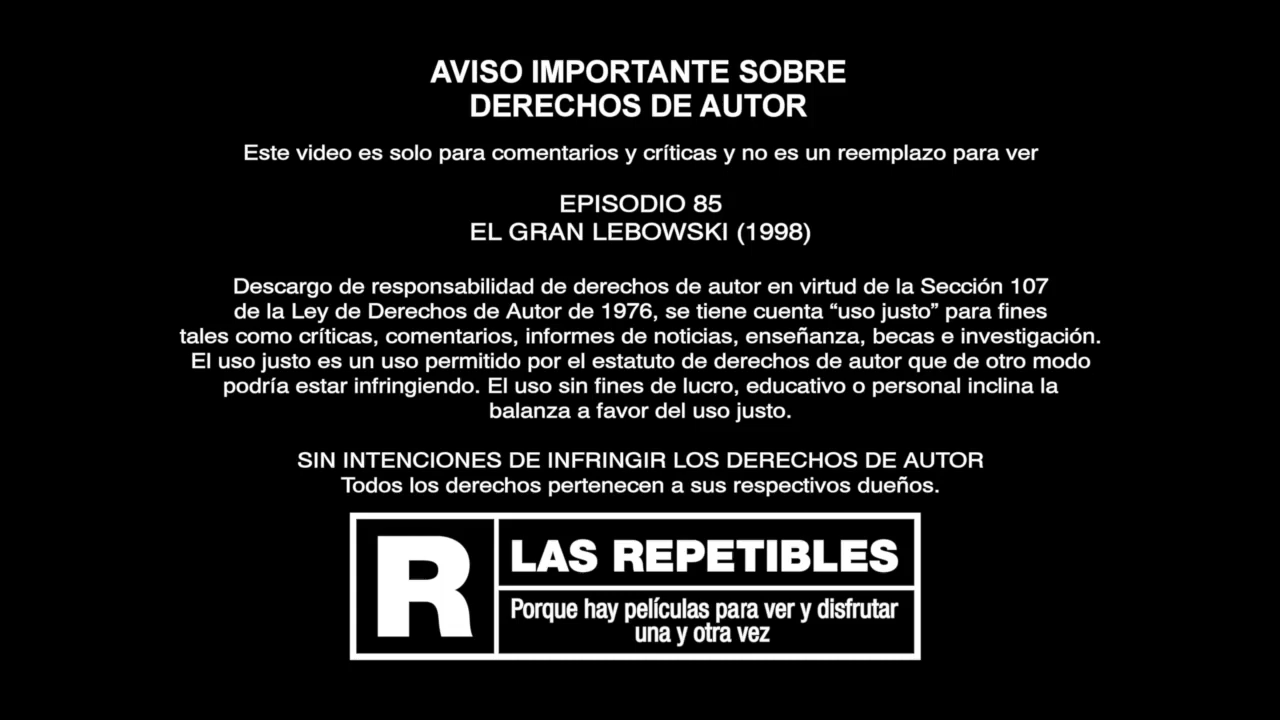 AVISO IMPORTANTE SOBRE
DERECHOS DE AUTOR
Este video es solo para comentarios y críticas y no es un reemplazo para ver
EPISODIO 85
EL GRAN LEBOWSKI (1998)
Descargo de responsabilidad de derechos de autor en virtud de la Sección 107
de la Ley de Derechos de Autor de 1976, se tiene cuenta “uso justo” para fines
tales como críticas, comentarios, informes de noticias, enseñanza, becas e investigación.
El uso justo es un uso permitido por el estatuto de derechos de autor que de otro modo
podría estar infringiendo. El uso sin fines de lucro, educativo o personal inclina la
balanza a favor del uso justo.
SIN INTENCIONES DE INFRINGIR LOS DERECHOS DE AUTOR
Todos los derechos pertenecen a sus respectivos dueños.
R
LAS REPETIBLES
Porque hay películas para ver y disfrutar
una y otra vez